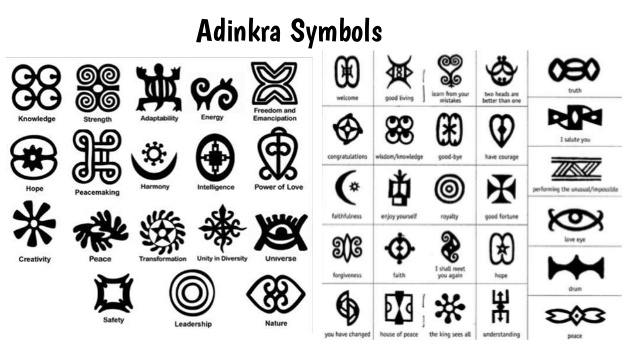 Adinkra Symbols
Knowledge
Strength
Adaptability
Energy
Freedom and
Emancipation
Hope
Peacemaking
Harmony
Intelligence
Power of Love
Creativity
Peace
Transformation
Unity in Diversity
Universe
Safety
Leadership
Nature
welcome
good living
learn from your
mistakes
two heads are
better than one
congratulations
wisdom/knowledge
good-bye
have courage
faithfulness
enjoy yourself
royalty
good fortune
forgiveness
faith
I shall meet
you again
hope
you have changed
house of peace
the king sees all
understanding
truth
I salute you
performing the unusual/impossible
love eye
drum
peace